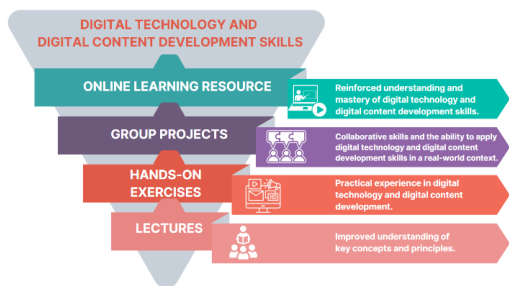 DIGITAL TECHNOLOGY AND
DIGITAL CONTENT DEVELOPMENT SKILLS
ONLINE LEARNING RESOURCE
Reinforced understanding and
mastery of digital technology and
digital content development skills.
GROUP PROJECTS
Collaborative skills and the ability to apply
digital technology and digital content
development skills in a real-world context.
HANDS-ON
EXERCISES
Practical experience in digital
technology and digital content
development.
LECTURES
Improved understanding of
key concepts and principles.